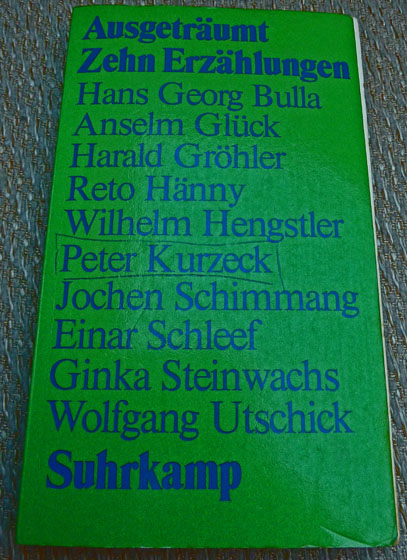 Ausgeträumt
Zehn Erzählungen
Hans Georg Bulla
Anselm Glück
Harald Gröhler
Reto Hänny
Wilhelm Hengstler
Peter Kurzeck
Jochen Schimmang
Einar Schleef
Ginka Steinwachs
Wolfgang Utschick
Suhrkamp